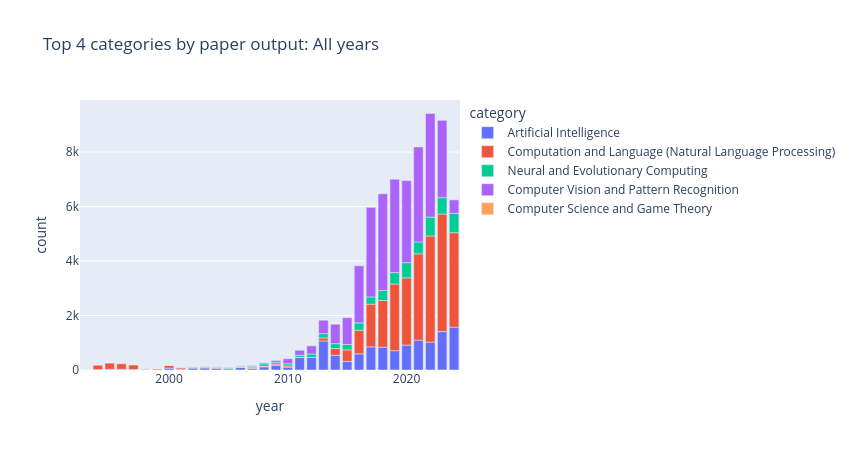 Top 4 categories by paper output: All years
category
Artificial Intelligence
Computation and Language (Natural Language Processing)
Neural and Evolutionary Computing
Computer Vision and Pattern Recognition
Computer Science and Game Theory
count
8k
6k
4k
2k
0
2000
2010
2020
year